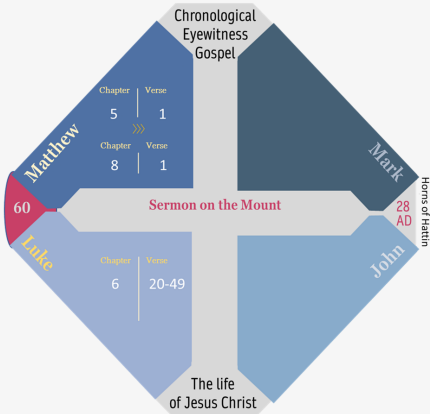 Chronological
Eyewitness
Gospel
Matthew
Chapter Verse
5 1
Chapter Verse
8 1
Mark
60
Sermon on the Mount
28
AD
Horns of Hattin
Luke
Chapter Verse
6 20-49
John
The life
of Jesus Christ